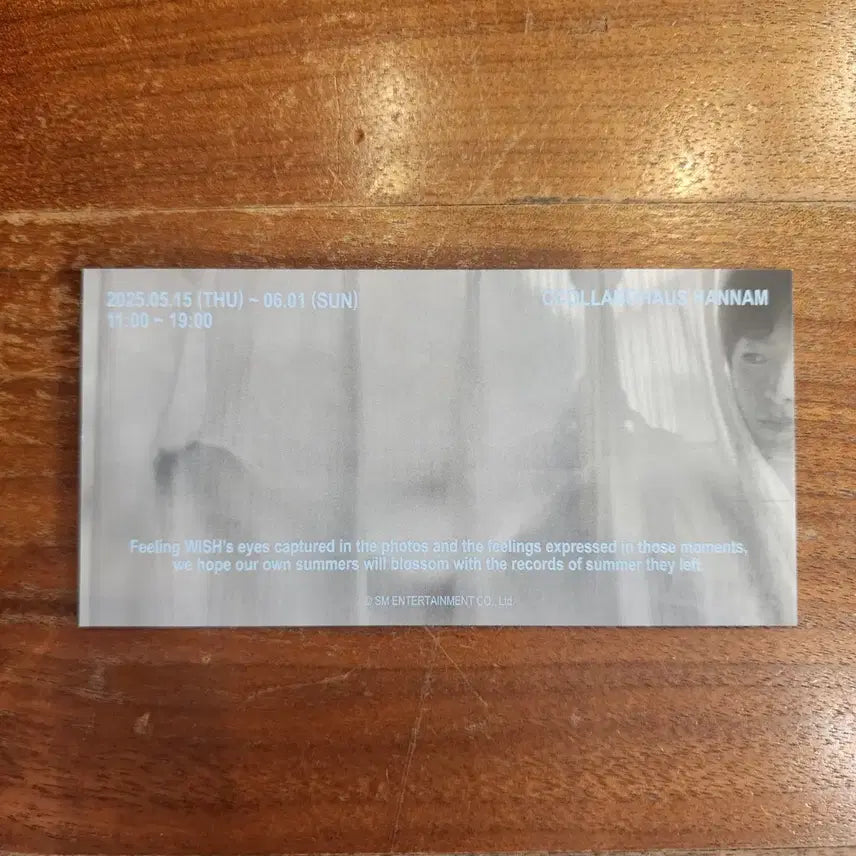 2025.05.15 (THU) ~ 06.01 (SUN)
11:00 ~ 19:00
CCOLLABOHAUS HANNAM
Feeling WISH's eyes captured in the photos and the feelings expressed in those moments,
we hope our own summers will blossom with the records of summer they left.
© SM ENTERTAINMENT CO., Ltd.